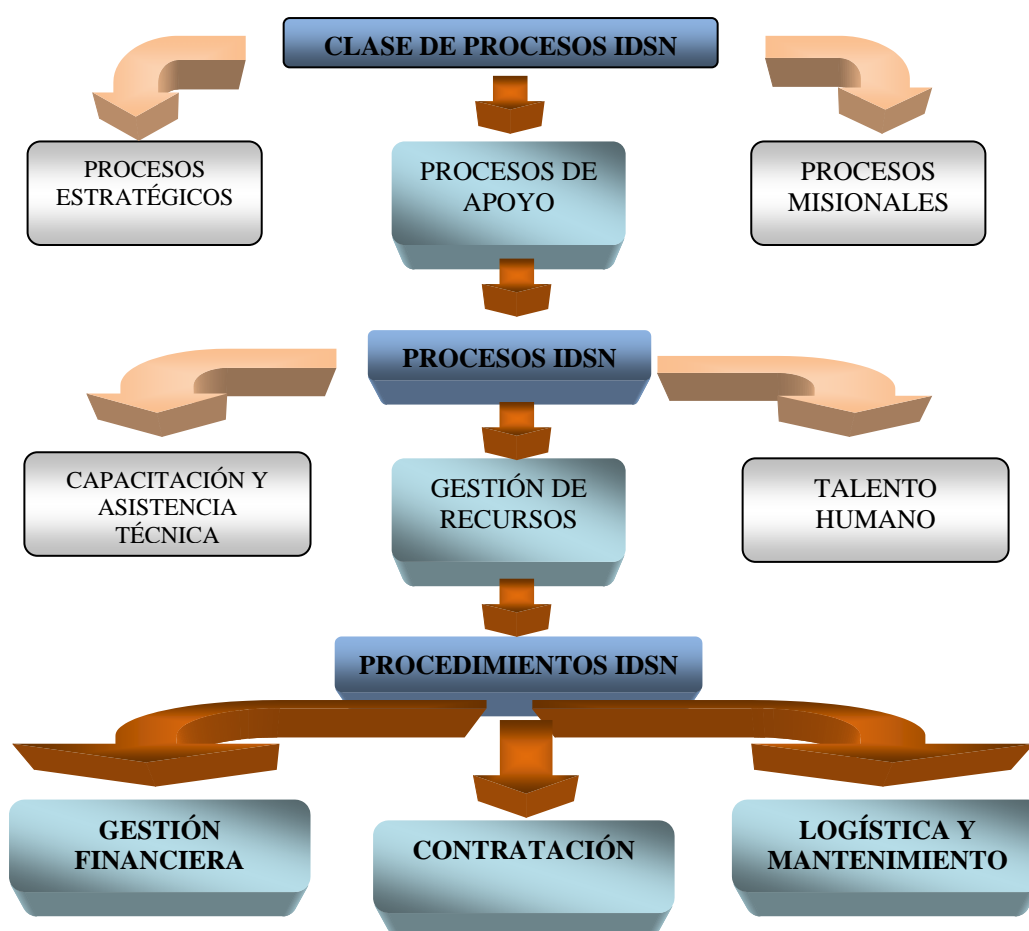 CLASE DE PROCESOS IDSN
PROCESOS
ESTRATÉGICOS
PROCESOS DE
APOYO
PROCESOS
MISIONALES
PROCESOS IDSN
CAPACITACIÓN Y
ASISTENCIA
TÉCNICA
GESTIÓN DE
RECURSOS
TALENTO
HUMANO
PROCEDIMIENTOS IDSN
GESTIÓN
FINANCIERA
CONTRATACIÓN
LOGÍSTICA Y
MANTENIMIENTO